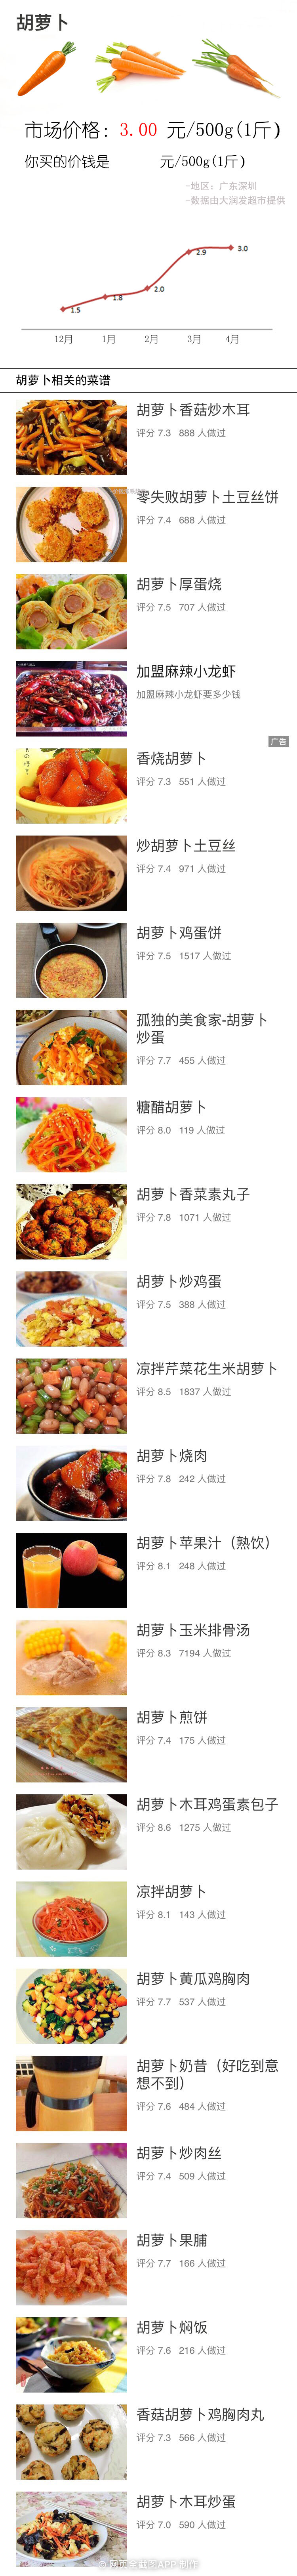 胡萝卜
市场价格：3.00 元/500g(1斤)
你买的价钱是 元/500g(1斤)
-地区：广东深圳
-数据由大润发超市提供
1.5
1.8
2.0
2.9
3.0
12月 1月 2月 3月 4月
胡萝卜相关的菜谱
胡萝卜香菇炒木耳
评分 7.3 888 人做过
零失败胡萝卜土豆丝饼
评分 7.4 688 人做过
胡萝卜厚蛋烧
评分 7.5 707 人做过
加盟麻辣小龙虾
加盟麻辣小龙虾要多少钱
广告
香烧胡萝卜
评分 7.3 551 人做过
炒胡萝卜土豆丝
评分 7.4 971 人做过
胡萝卜鸡蛋饼
评分 7.5 1517 人做过
孤独的美食家-胡萝卜
炒蛋
评分 7.7 455 人做过
糖醋胡萝卜
评分 8.0 119 人做过
胡萝卜香菜素丸子
评分 7.8 1071 人做过
胡萝卜炒鸡蛋
评分 7.5 388 人做过
凉拌芹菜花生米胡萝卜
评分 8.5 1837 人做过
胡萝卜烧肉
评分 7.8 242 人做过
胡萝卜苹果汁（熟饮）
评分 8.1 248 人做过
胡萝卜玉米排骨汤
评分 8.3 7194 人做过
胡萝卜煎饼
评分 7.4 175 人做过
胡萝卜木耳鸡蛋素包子
评分 8.6 1275 人做过
凉拌胡萝卜
评分 8.1 143 人做过
胡萝卜黄瓜鸡胸肉
评分 7.7 537 人做过
胡萝卜奶昔（好吃到意
想不到）
评分 7.6 484 人做过
胡萝卜炒肉丝
评分 7.4 509 人做过
胡萝卜果脯
评分 7.7 166 人做过
胡萝卜焖饭
评分 7.6 216 人做过
香菇胡萝卜鸡胸肉丸
评分 7.3 566 人做过
胡萝卜木耳炒蛋
评分 7.0 590 人做过
@网页全截图APP 制作